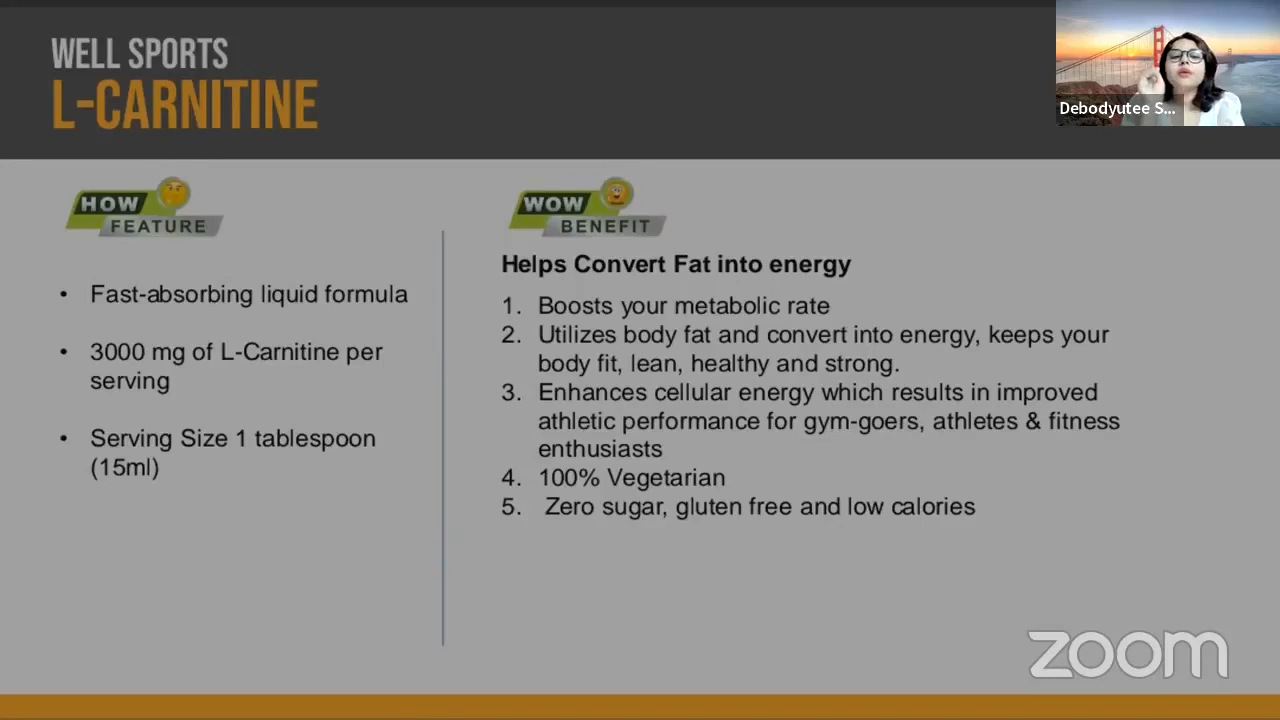 WELL SPORTS
L-CARNITINE
Debodyutee S...
HOW
FEATURE
Fast-absorbing liquid formula
3000 mg of L-Carnitine per
serving
Serving Size 1 tablespoon
(15ml)
WOW
BENEFIT
Helps Convert Fat into energy
1. Boosts your metabolic rate
2. Utilizes body fat and convert into energy, keeps your
body fit, lean, healthy and strong.
3. Enhances cellular energy which results in improved
athletic performance for gym-goers, athletes & fitness
enthusiasts
4. 100% Vegetarian
5. Zero sugar, gluten free and low calories
zoom